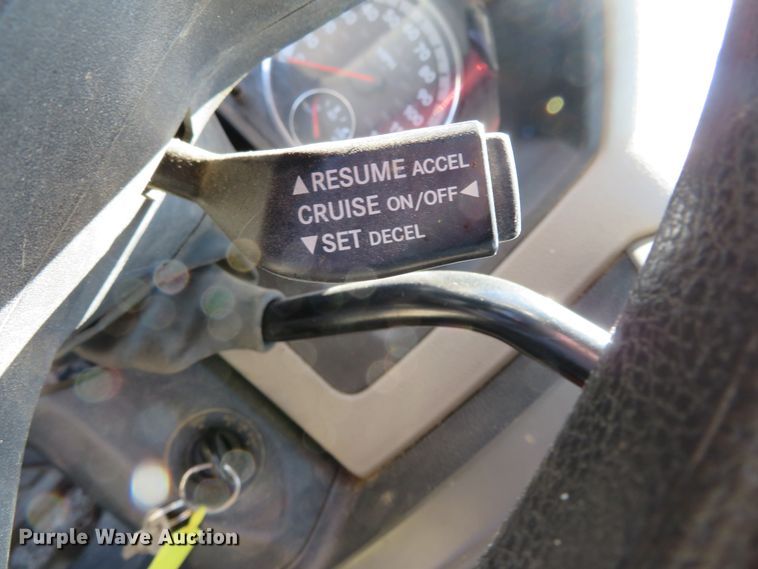 ▲RESUME ACCEL
CRUISE ON/OFF◀
▼SET DECEL
Purple Wave Auction